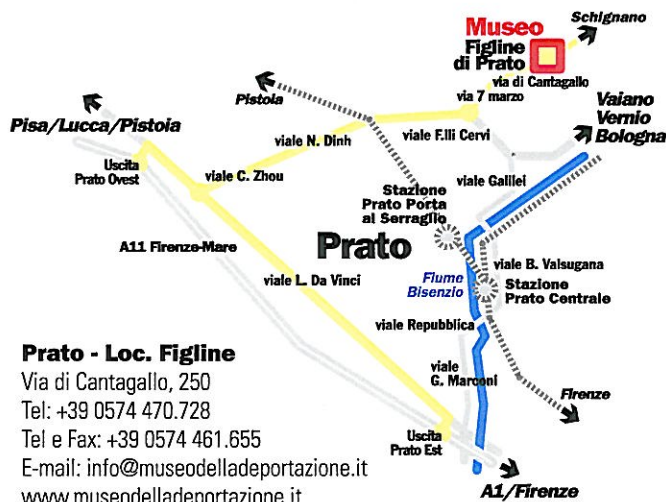 Museo
Figline
di Prato
via di Cantagallo
via 7 marzo
Schignano
Pistoia
Pisa/Lucca/Pistoia
Vaiano
Vernio
Bologna
viale N. Dinh
viale F.lli Cervi
Uscita
Prato Ovest
viale C. Zhou
viale Galilei
Stazione
Prato Porta
al Serraglio
Prato
A11 Firenze-Mare
viale L. Da Vinci
Fiume
Bisenzio
viale B. Valsugana
Stazione
Prato Centrale
viale Repubblica
viale
G. Marconi
Firenze
Uscita
Prato Est
A1/Firenze
Prato - Loc. Figline
Via di Cantagallo, 250
Tel: +39 0574 470.728
Tel e Fax: +39 0574 461.655
E-mail: info@museodelladeportazione.it
www.museodelladeportazione.it